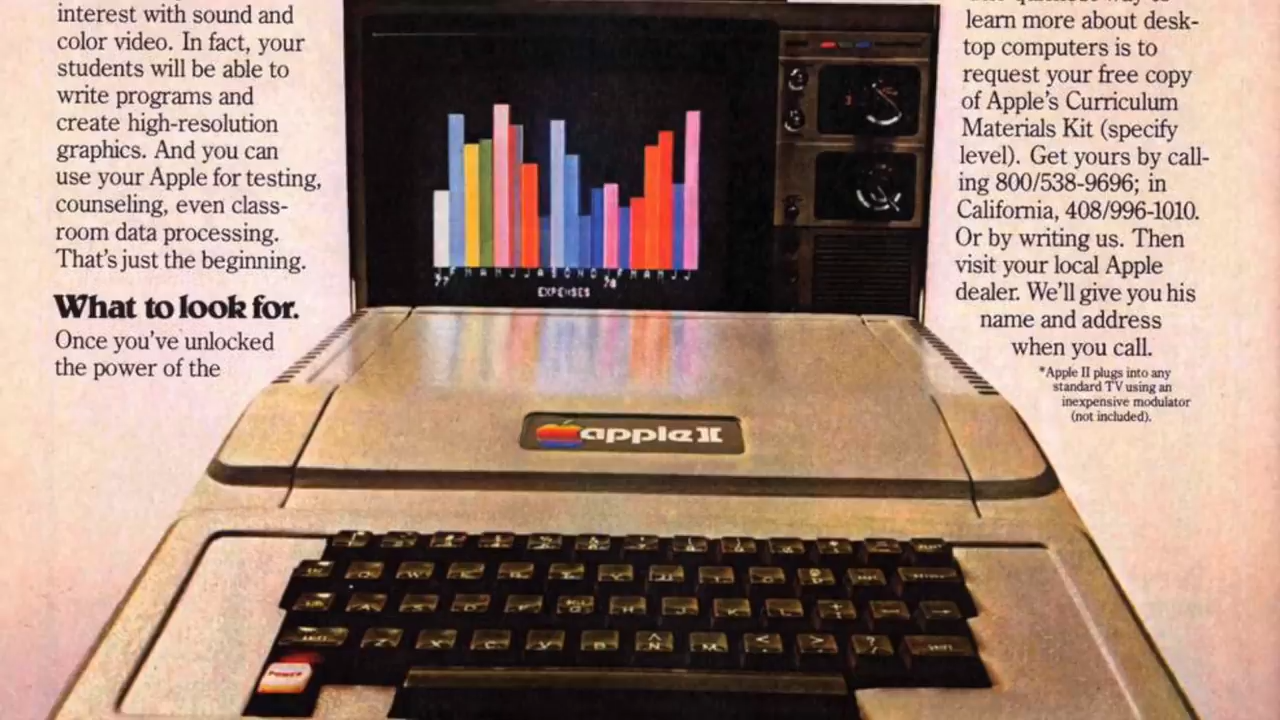 interest with sound and
color video. In fact, your
students will be able to
write programs and
create high-resolution
graphics. And you can
use your Apple for testing,
counseling, even class-
room data processing.
That's just the beginning.
What to look for.
Once you've unlocked
the power of the
J F M A M J J A S O N D J F M A M J J
77 78
EXPENSES
learn more about desk-
top computers is to
request your free copy
of Apple's Curriculum
Materials Kit (specify
level). Get yours by call-
ing 800/538-9696; in
California, 408/996-1010.
Or by writing us. Then
visit your local Apple
dealer. We'll give you his
name and address
when you call.
*Apple II plugs into any
standard TV using an
inexpensive modulator
(not included).
apple ][
Q W E R T Y U I O P
A S D F G H J K L
SHIFT Z X C V B N M < > ? / SHIFT
POWER